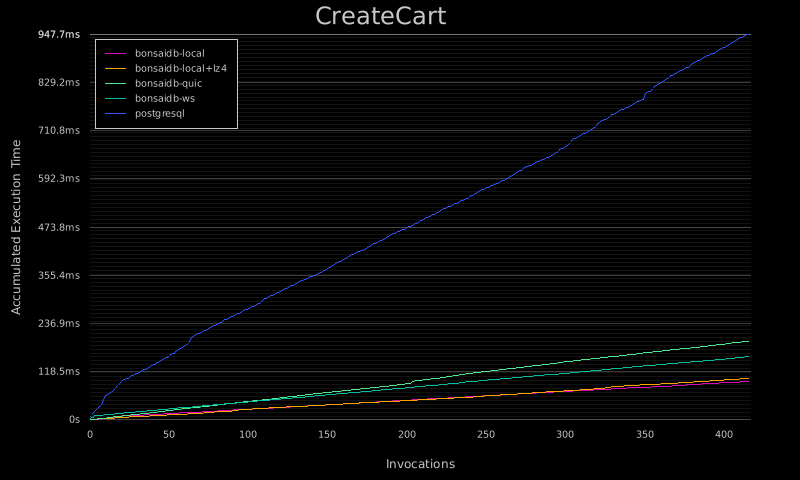 CreateCart
947.7ms
829.2ms
710.8ms
592.3ms
473.8ms
355.4ms
236.9ms
118.5ms
0s
Accumulated Execution Time
bonsaidb-local
bonsaidb-local+lz4
bonsaidb-quic
bonsaidb-ws
postgresql
0 50 100 150 200 250 300 350 400
Invocations